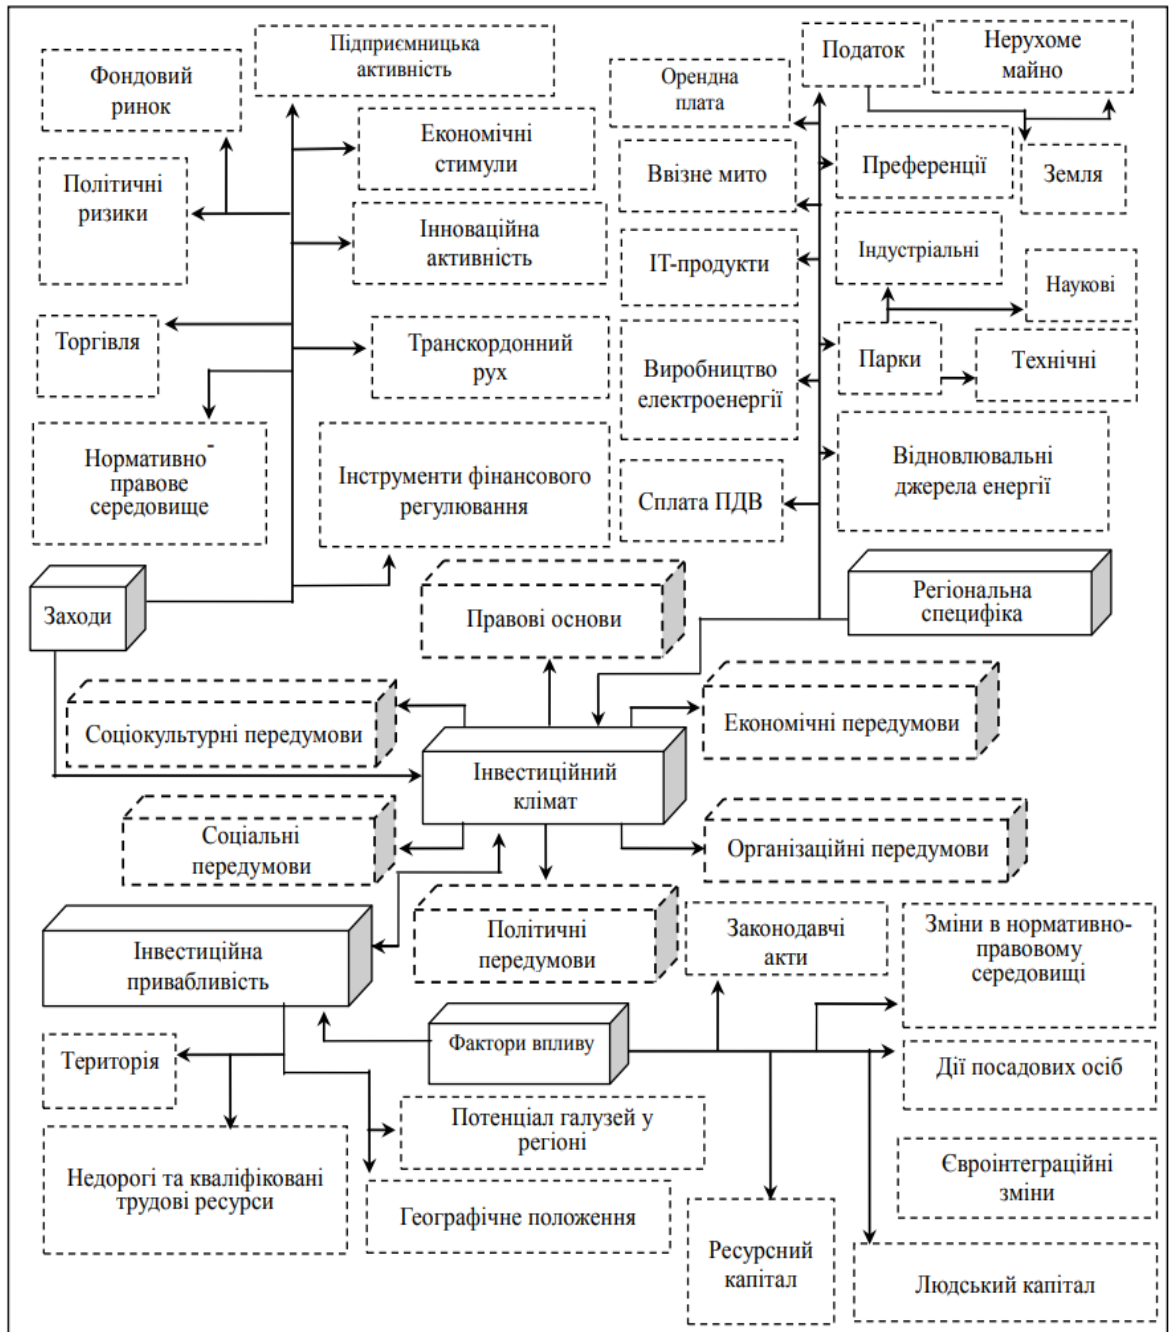 Підприємницька
активність
Фондовий
ринок
Економічні
стимули
Політичні
ризики
Інноваційна
активність
Торгівля
Транскордонний
рух
Нормативно-
правове
середовище
Інструменти фінансового
регулювання
Заходи
Податок
Нерухоме
майно
Орендна
плата
Преференції
Земля
Ввізне мито
Індустріальні
ІТ-продукти
Наукові
Парки
Технічні
Виробництво
електроенергії
Відновлювальні
джерела енергії
Сплата ПДВ
Регіональна
специфіка
Правові основи
Соціокультурні передумови
Економічні передумови
Інвестиційний
клімат
Соціальні
передумови
Організаційні передумови
Політичні
передумови
Інвестиційна
привабливість
Законодавчі
акти
Зміни в нормативно-
правовому
середовищі
Фактори впливу
Територія
Дії посадових осіб
Потенціал галузей у
регіоні
Недорогі та кваліфіковані
трудові ресурси
Географічне положення
Євроінтеграційні
зміни
Ресурсний
капітал
Людський капітал